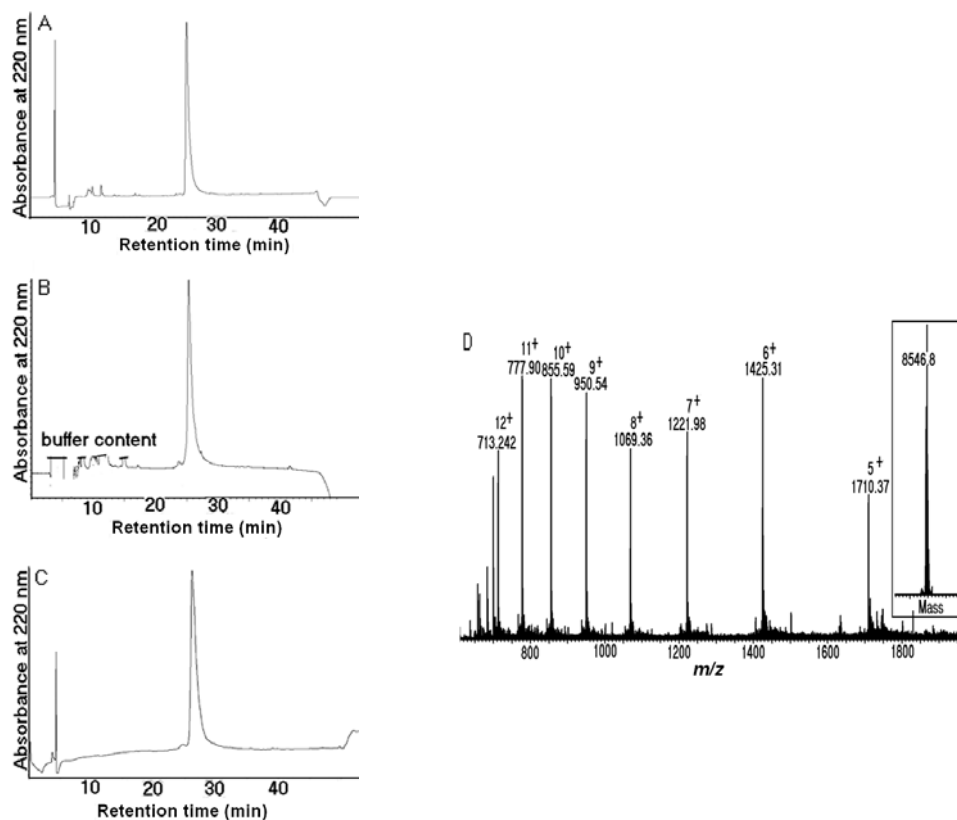 A
Absorbance at 220 nm
10 20 30 40
Retention time (min)
B
Absorbance at 220 nm
buffer content
10 20 30 40
Retention time (min)
C
Absorbance at 220 nm
10 20 30 40
Retention time (min)
D
12+
713.242
11+
777.90
10+
855.59
9+
950.54
8+
1069.36
7+
1221.98
6+
1425.31
5+
1710.37
8546.8
Mass
800 1000 1200 1400 1600 1800
m/z